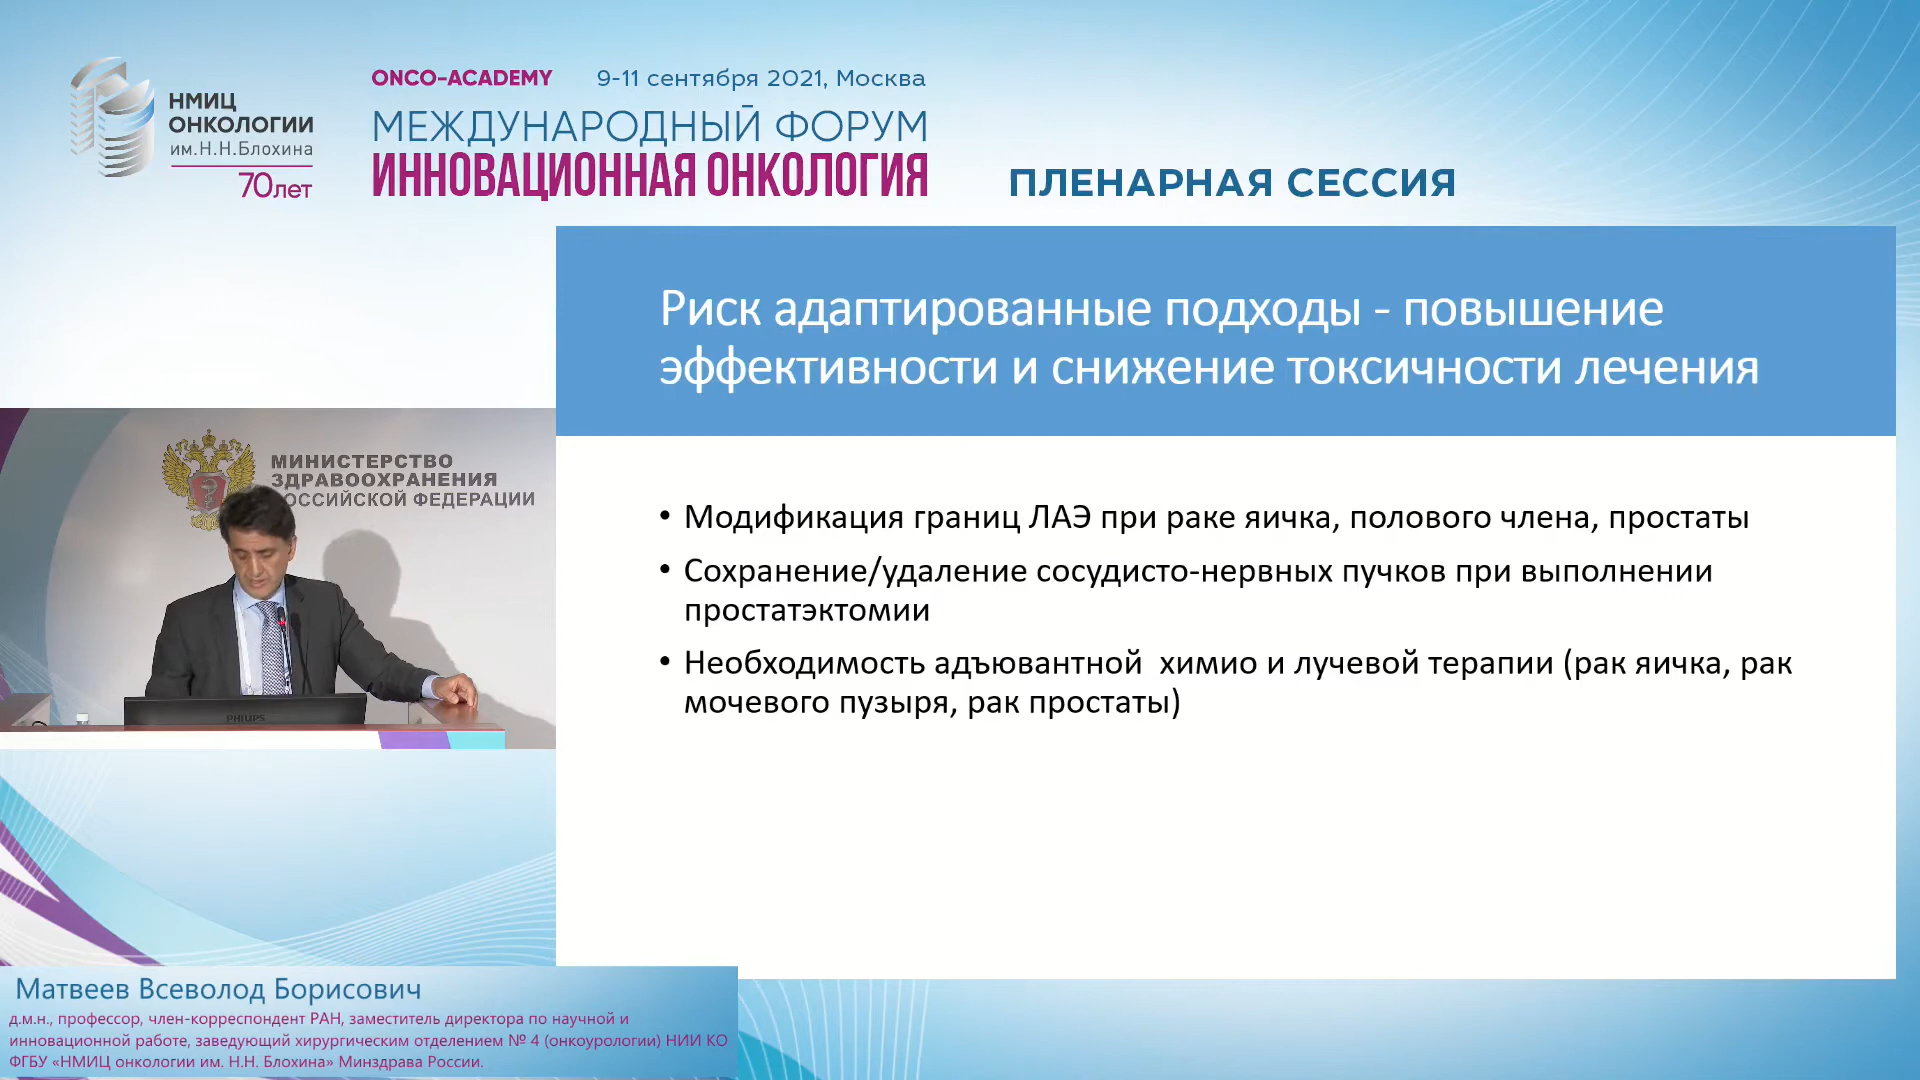 НМИЦ
ОНКОЛОГИИ
им.Н.Н.Блохина
70лет
ONCO-ACADEMY 9-11 сентября 2021, Москва
МЕЖДУНАРОДНЫЙ ФОРУМ
ИННОВАЦИОННАЯ ОНКОЛОГИЯ
ПЛЕНАРНАЯ СЕССИЯ
Риск адаптированные подходы - повышение
эффективности и снижение токсичности лечения
• Модификация границ ЛАЭ при раке яичка, полового члена, простаты
• Сохранение/удаление сосудисто-нервных пучков при выполнении
простатэктомии
• Необходимость адъювантной  химио и лучевой терапии (рак яичка, рак
мочевого пузыря, рак простаты)
МИНИСТЕРСТВО
ЗДРАВООХРАНЕНИЯ
РОССИЙСКОЙ ФЕДЕРАЦИИ
PHILIPS
Матвеев Всеволод Борисович
д.м.н., профессор, член-корреспондент РАН, заместитель директора по научной и
инновационной работе, заведующий хирургическим отделением № 4 (онкоурологии) НИИ КО
ФГБУ «НМИЦ онкологии им. Н.Н. Блохина» Минздрава России.